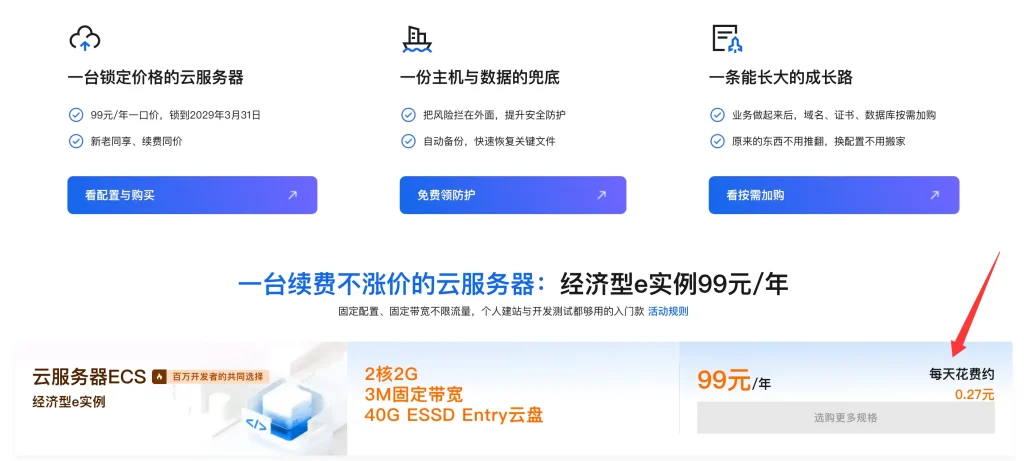 一台锁定价格的云服务器
99元/年一口价，锁到2029年3月31日
新老同享、续费同价
看配置与购买
一份主机与数据的兜底
把风险拦在外面，提升安全防护
自动备份，快速恢复关键文件
免费领防护
一条能长大的成长路
业务做起来后，域名、证书、数据库按需加购
原来的东西不用推翻，换配置不用搬家
看按需加购
一台续费不涨价的云服务器：经济型e实例99元/年
固定配置、固定带宽不限流量，个人建站与开发测试都够用的入门款 活动规则
云服务器ECS 百万开发者的共同选择
经济型e实例
</>
2核2G
3M固定带宽
40G ESSD Entry云盘
99元/年
每天花费约
0.27元
选购更多规格